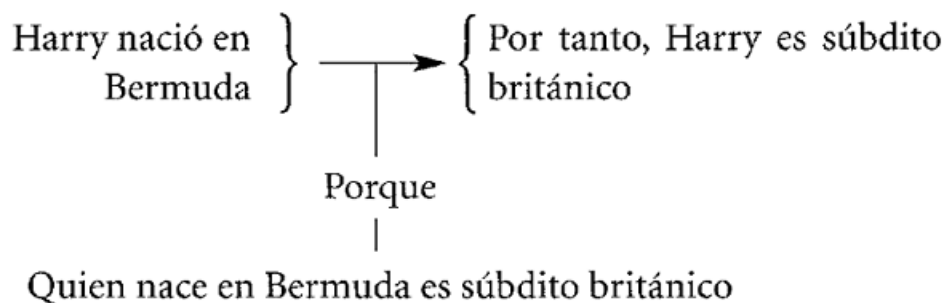 Harry nació en
Bermuda
Por tanto, Harry es súbdito
británico
Porque
Quien nace en Bermuda es súbdito británico